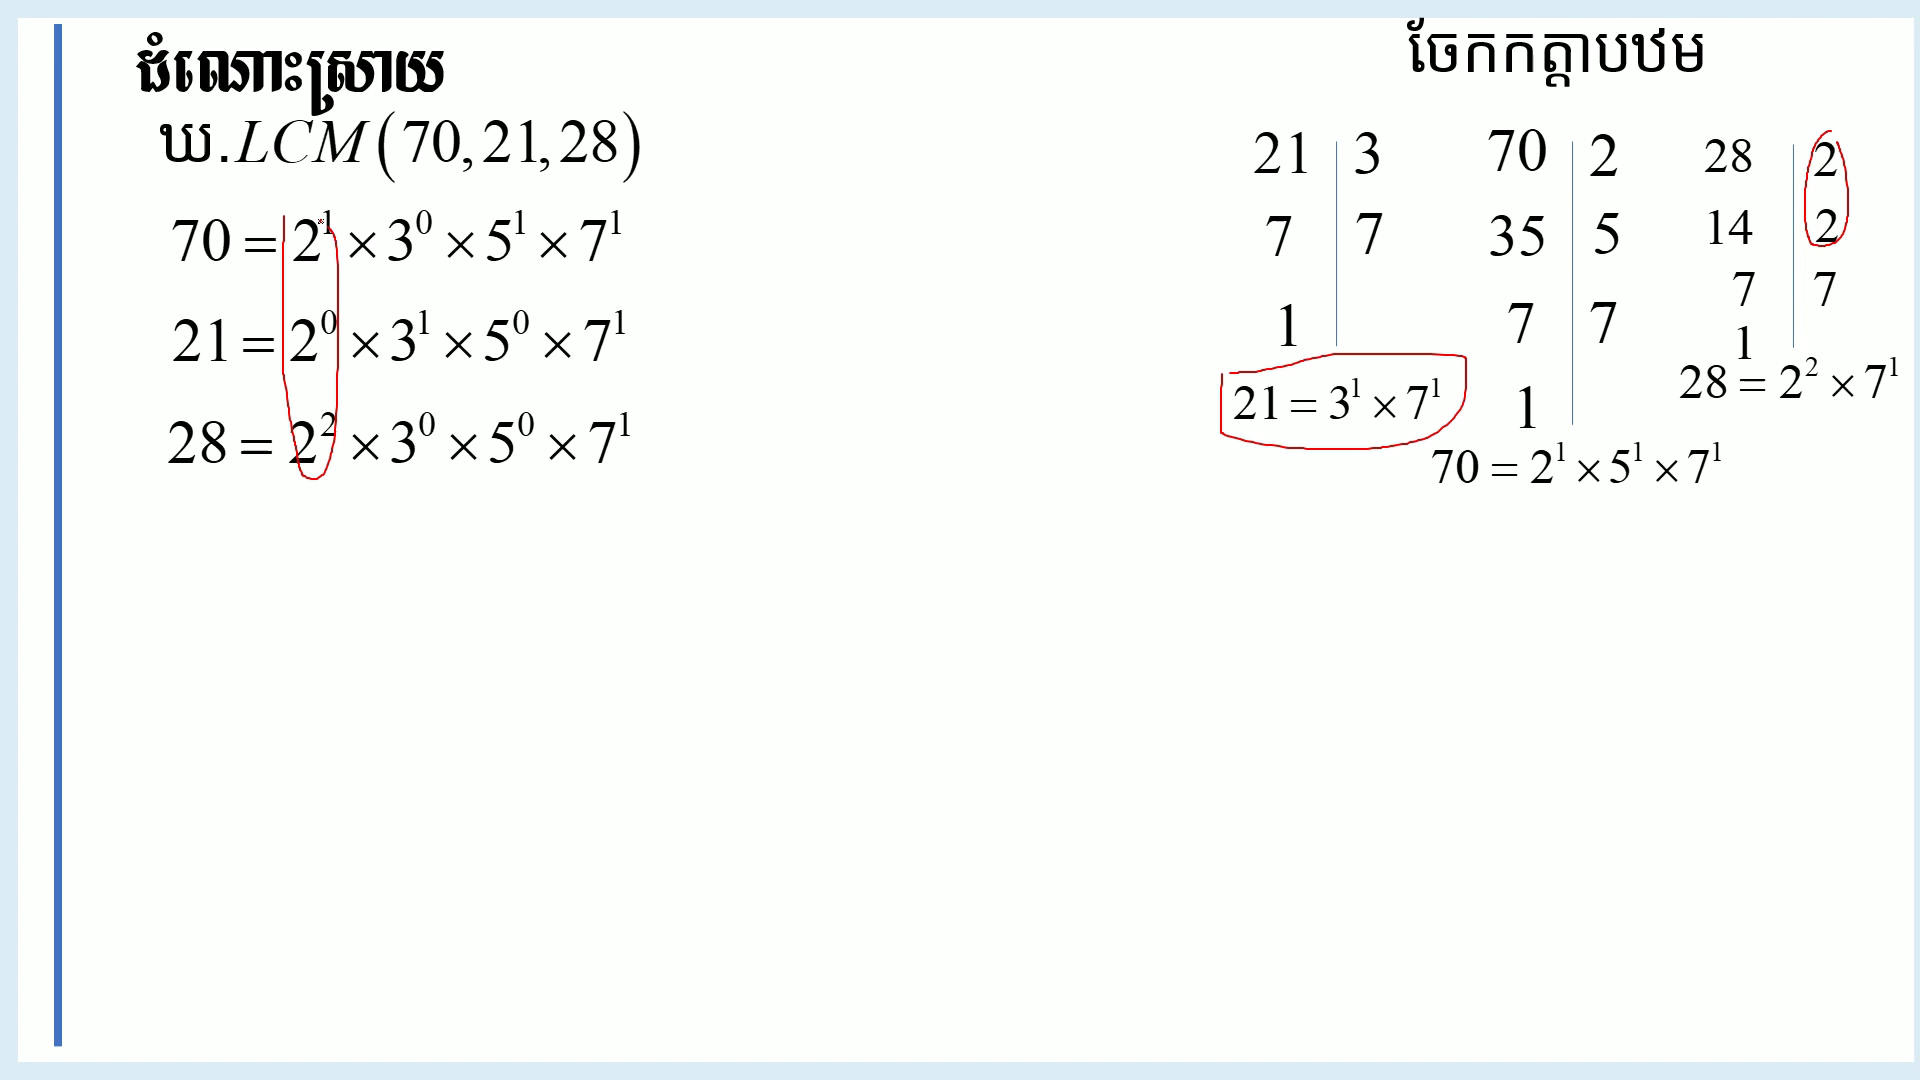 ដំណោះស្រាយ
ឃ.LCM(70,21,28)
70 = 2¹ × 3⁰ × 5¹ × 7¹
21 = 2⁰ × 3¹ × 5⁰ × 7¹
28 = 2² × 3⁰ × 5⁰ × 7¹
ចែកកត្តាបឋម
21 3
7 7
1
21 = 3¹ × 7¹
70 2
35 5
7 7
1
70 = 2¹ × 5¹ × 7¹
28 2
14 2
7 7
1
28 = 2² × 7¹